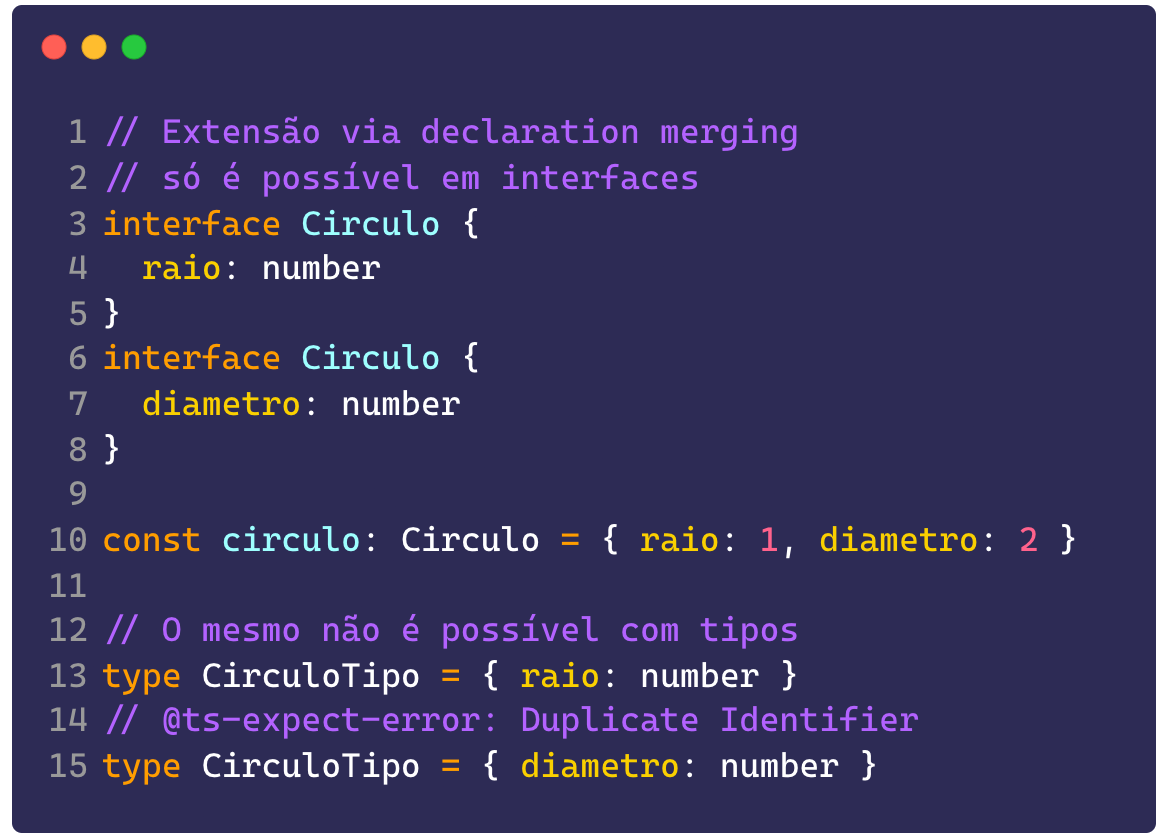 1 // Extensão via declaration merging
2 // só é possível em interfaces
3 interface Circulo {
4   raio: number
5 }
6 interface Circulo {
7   diametro: number
8 }
9
10 const circulo: Circulo = { raio: 1, diametro: 2 }
11
12 // O mesmo não é possível com tipos
13 type CirculoTipo = { raio: number }
14 // @ts-expect-error: Duplicate Identifier
15 type CirculoTipo = { diametro: number }